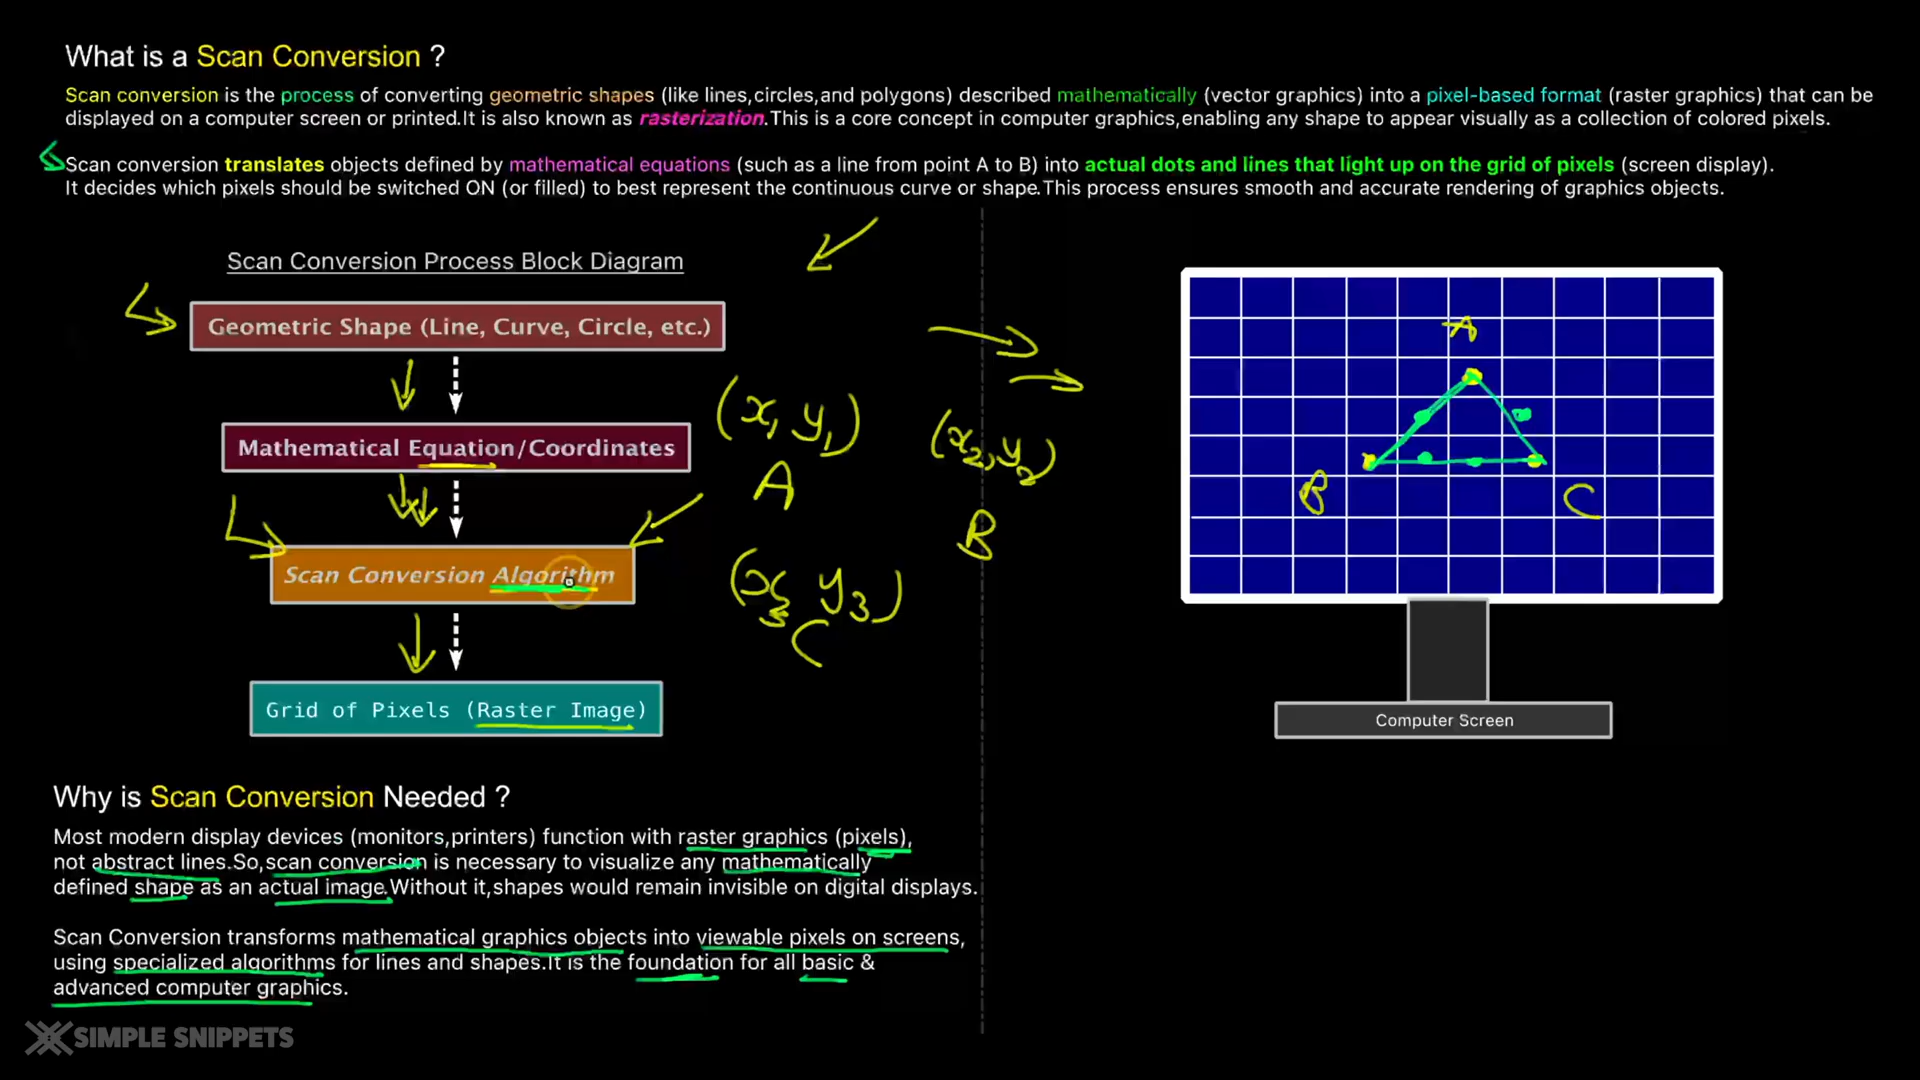 What is a Scan Conversion ?
Scan conversion is the process of converting geometric shapes (like lines,circles,and polygons) described mathematically (vector graphics) into a pixel-based format (raster graphics) that can be
displayed on a computer screen or printed.It is also known as rasterization.This is a core concept in computer graphics,enabling any shape to appear visually as a collection of colored pixels.
Scan conversion translates objects defined by mathematical equations (such as a line from point A to B) into actual dots and lines that light up on the grid of pixels (screen display).
It decides which pixels should be switched ON (or filled) to best represent the continuous curve or shape.This process ensures smooth and accurate rendering of graphics objects.
Scan Conversion Process Block Diagram
Geometric Shape (Line, Curve, Circle, etc.)
Mathematical Equation/Coordinates
Scan Conversion Algorithm
Grid of Pixels (Raster Image)
(x1, y1)
A
(x2, y2)
B
(x3 y3)
C
A
B
C
Computer Screen
Why is Scan Conversion Needed ?
Most modern display devices (monitors,printers) function with raster graphics (pixels),
not abstract lines.So,scan conversion is necessary to visualize any mathematically
defined shape as an actual image.Without it,shapes would remain invisible on digital displays.
Scan Conversion transforms mathematical graphics objects into viewable pixels on screens,
using specialized algorithms for lines and shapes.It is the foundation for all basic &
advanced computer graphics.
SIMPLE SNIPPETS